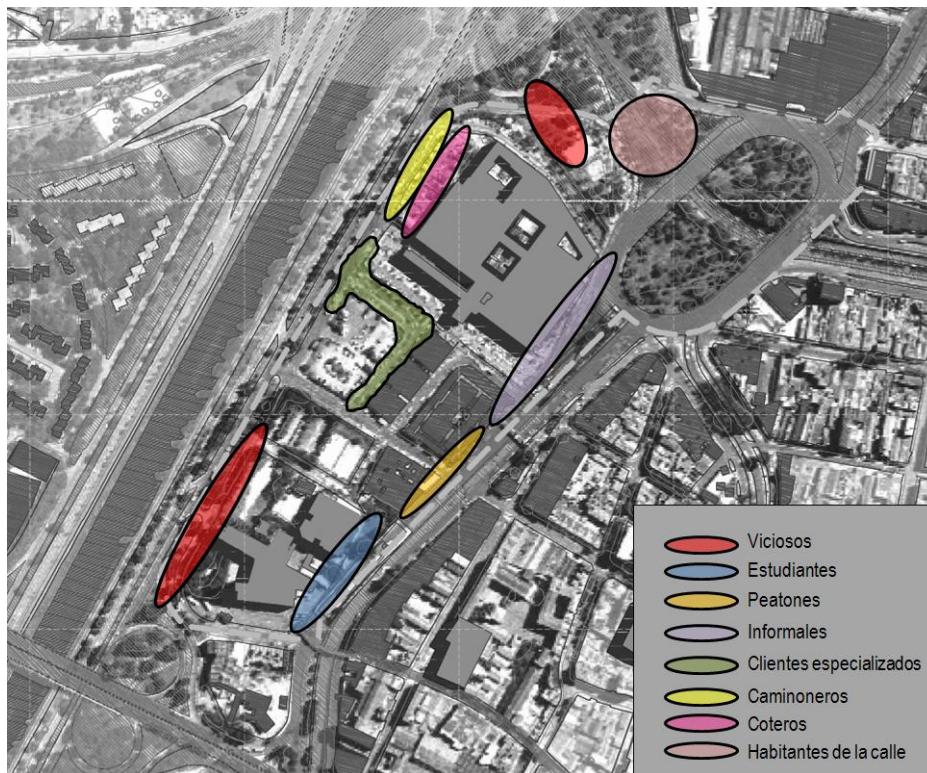 Viciosos
Estudiantes
Peatones
Informales
Clientes especializados
Caminoneros
Coteros
Habitantes de la calle